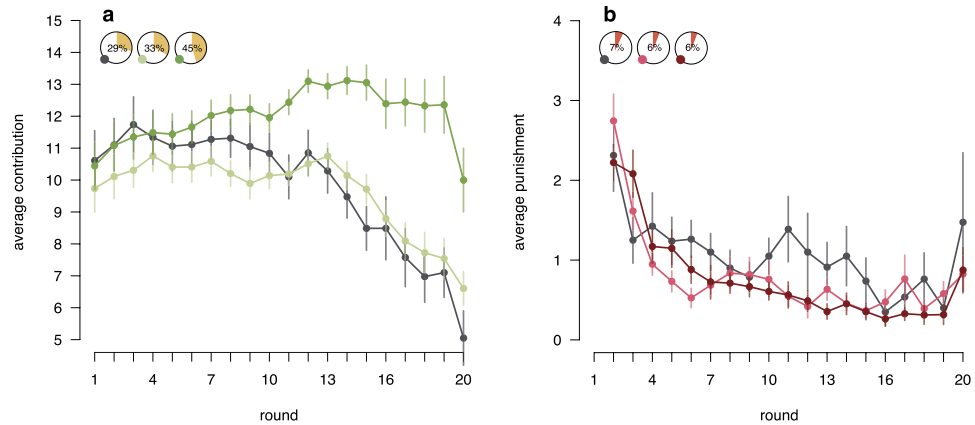 a
29% 33% 45%
15
14
13
12
11
10
9
8
7
6
5
average contribution
1 4 7 10 13 16 20
round
b
7% 6% 6%
4
3
2
1
0
average punishment
1 4 7 10 13 16 20
round